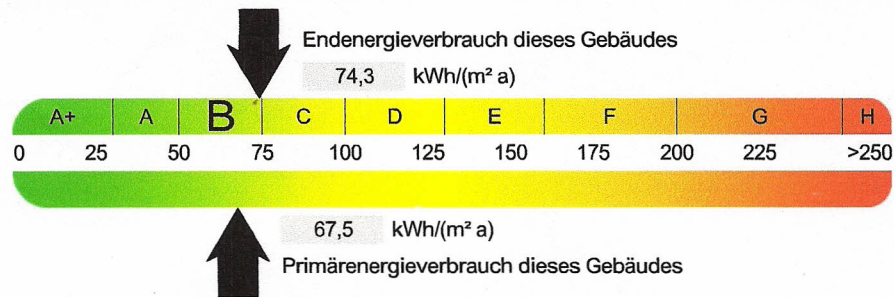 Endenergieverbrauch dieses Gebäudes
74,3 kWh/(m² a)
A+ A B C D E F G H
0 25 50 75 100 125 150 175 200 225 >250
67,5 kWh/(m² a)
Primärenergieverbrauch dieses Gebäudes